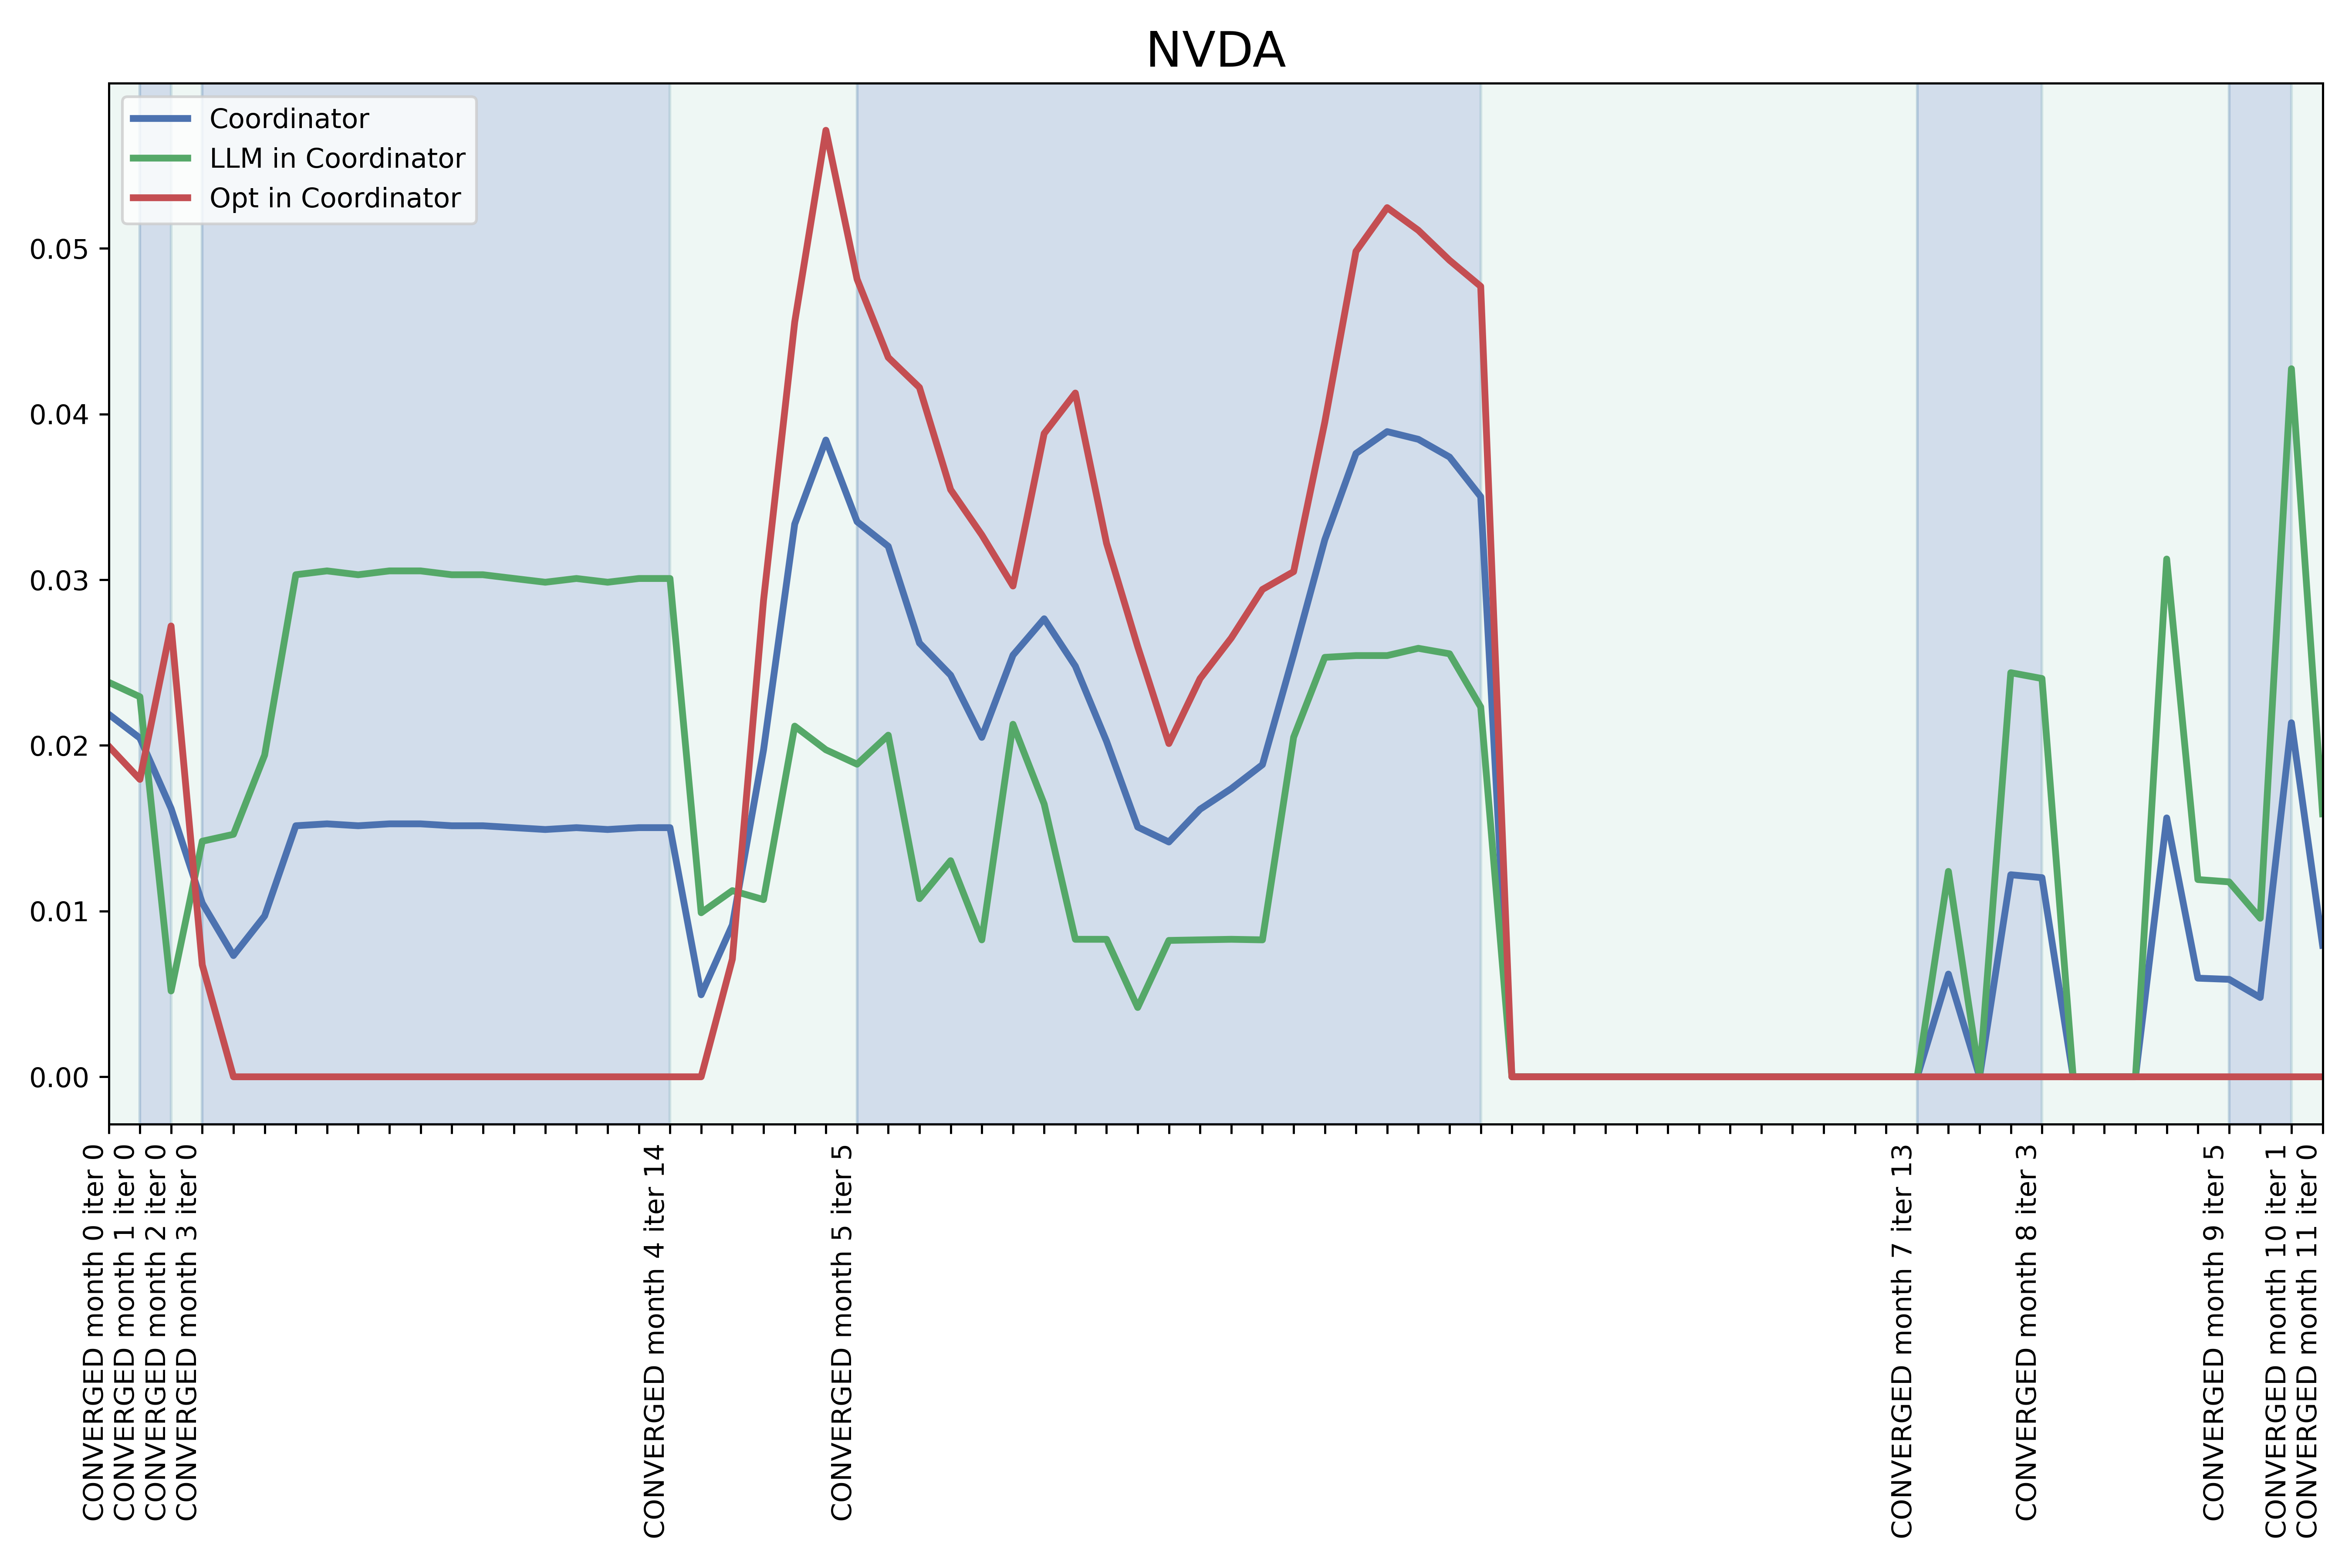 NVDA
Coordinator
LLM in Coordinator
Opt in Coordinator
0.05
0.04
0.03
0.02
0.01
0.00
CONVERGED month 0 iter 0
CONVERGED month 1 iter 0
CONVERGED month 2 iter 0
CONVERGED month 3 iter 0
CONVERGED month 4 iter 14
CONVERGED month 5 iter 5
CONVERGED month 7 iter 13
CONVERGED month 8 iter 3
CONVERGED month 9 iter 5
CONVERGED month 10 iter 1
CONVERGED month 11 iter 0